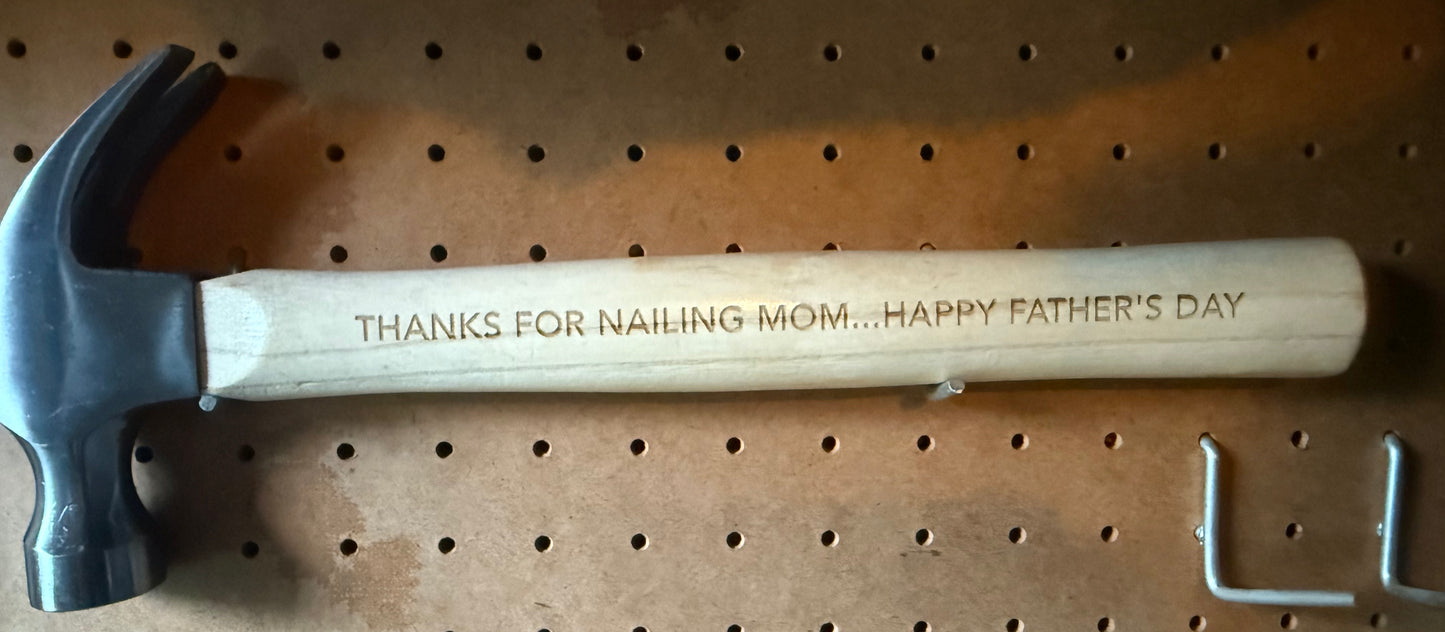 THANKS FOR NAILING MOM...HAPPY FATHER'S DAY